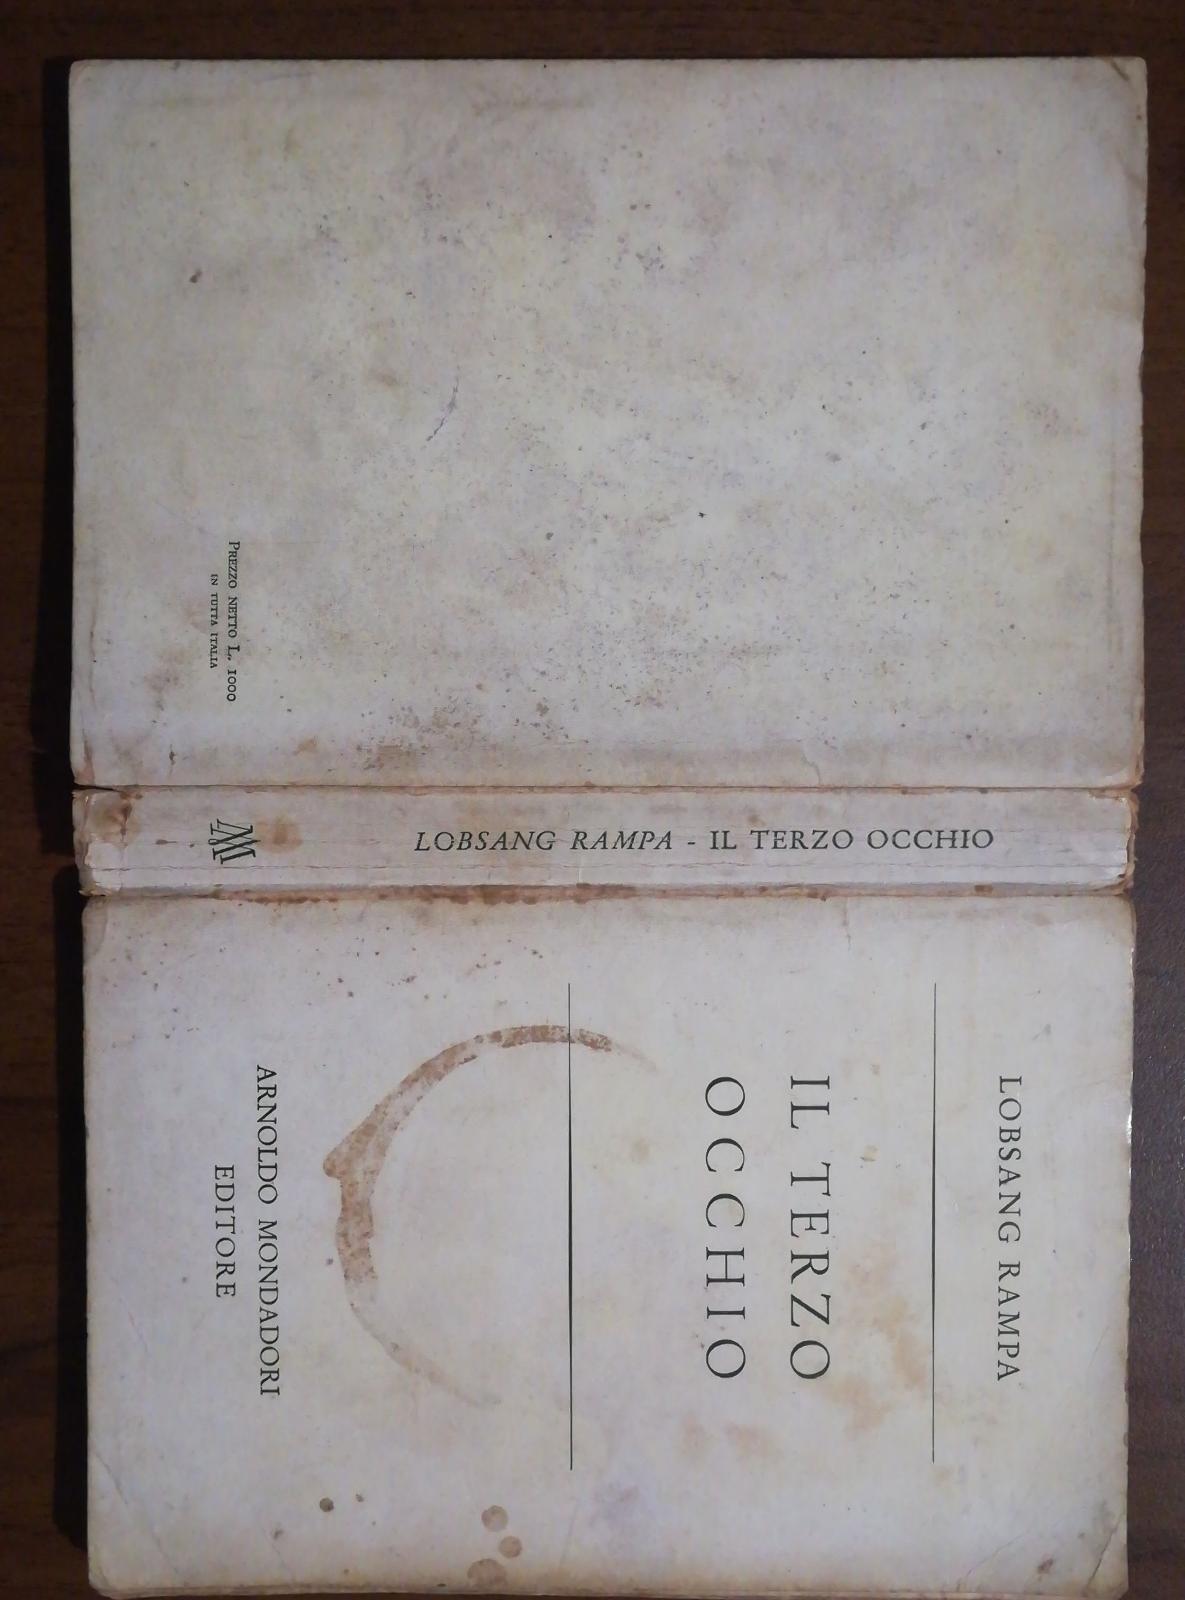 PREZZO NETTO L. 1000
IN TUTTA ITALIA
LOBSANG RAMPA - IL TERZO OCCHIO
LOBSANG RAMPA
IL TERZO
OCCHIO
ARNOLDO MONDADORI
EDITORE